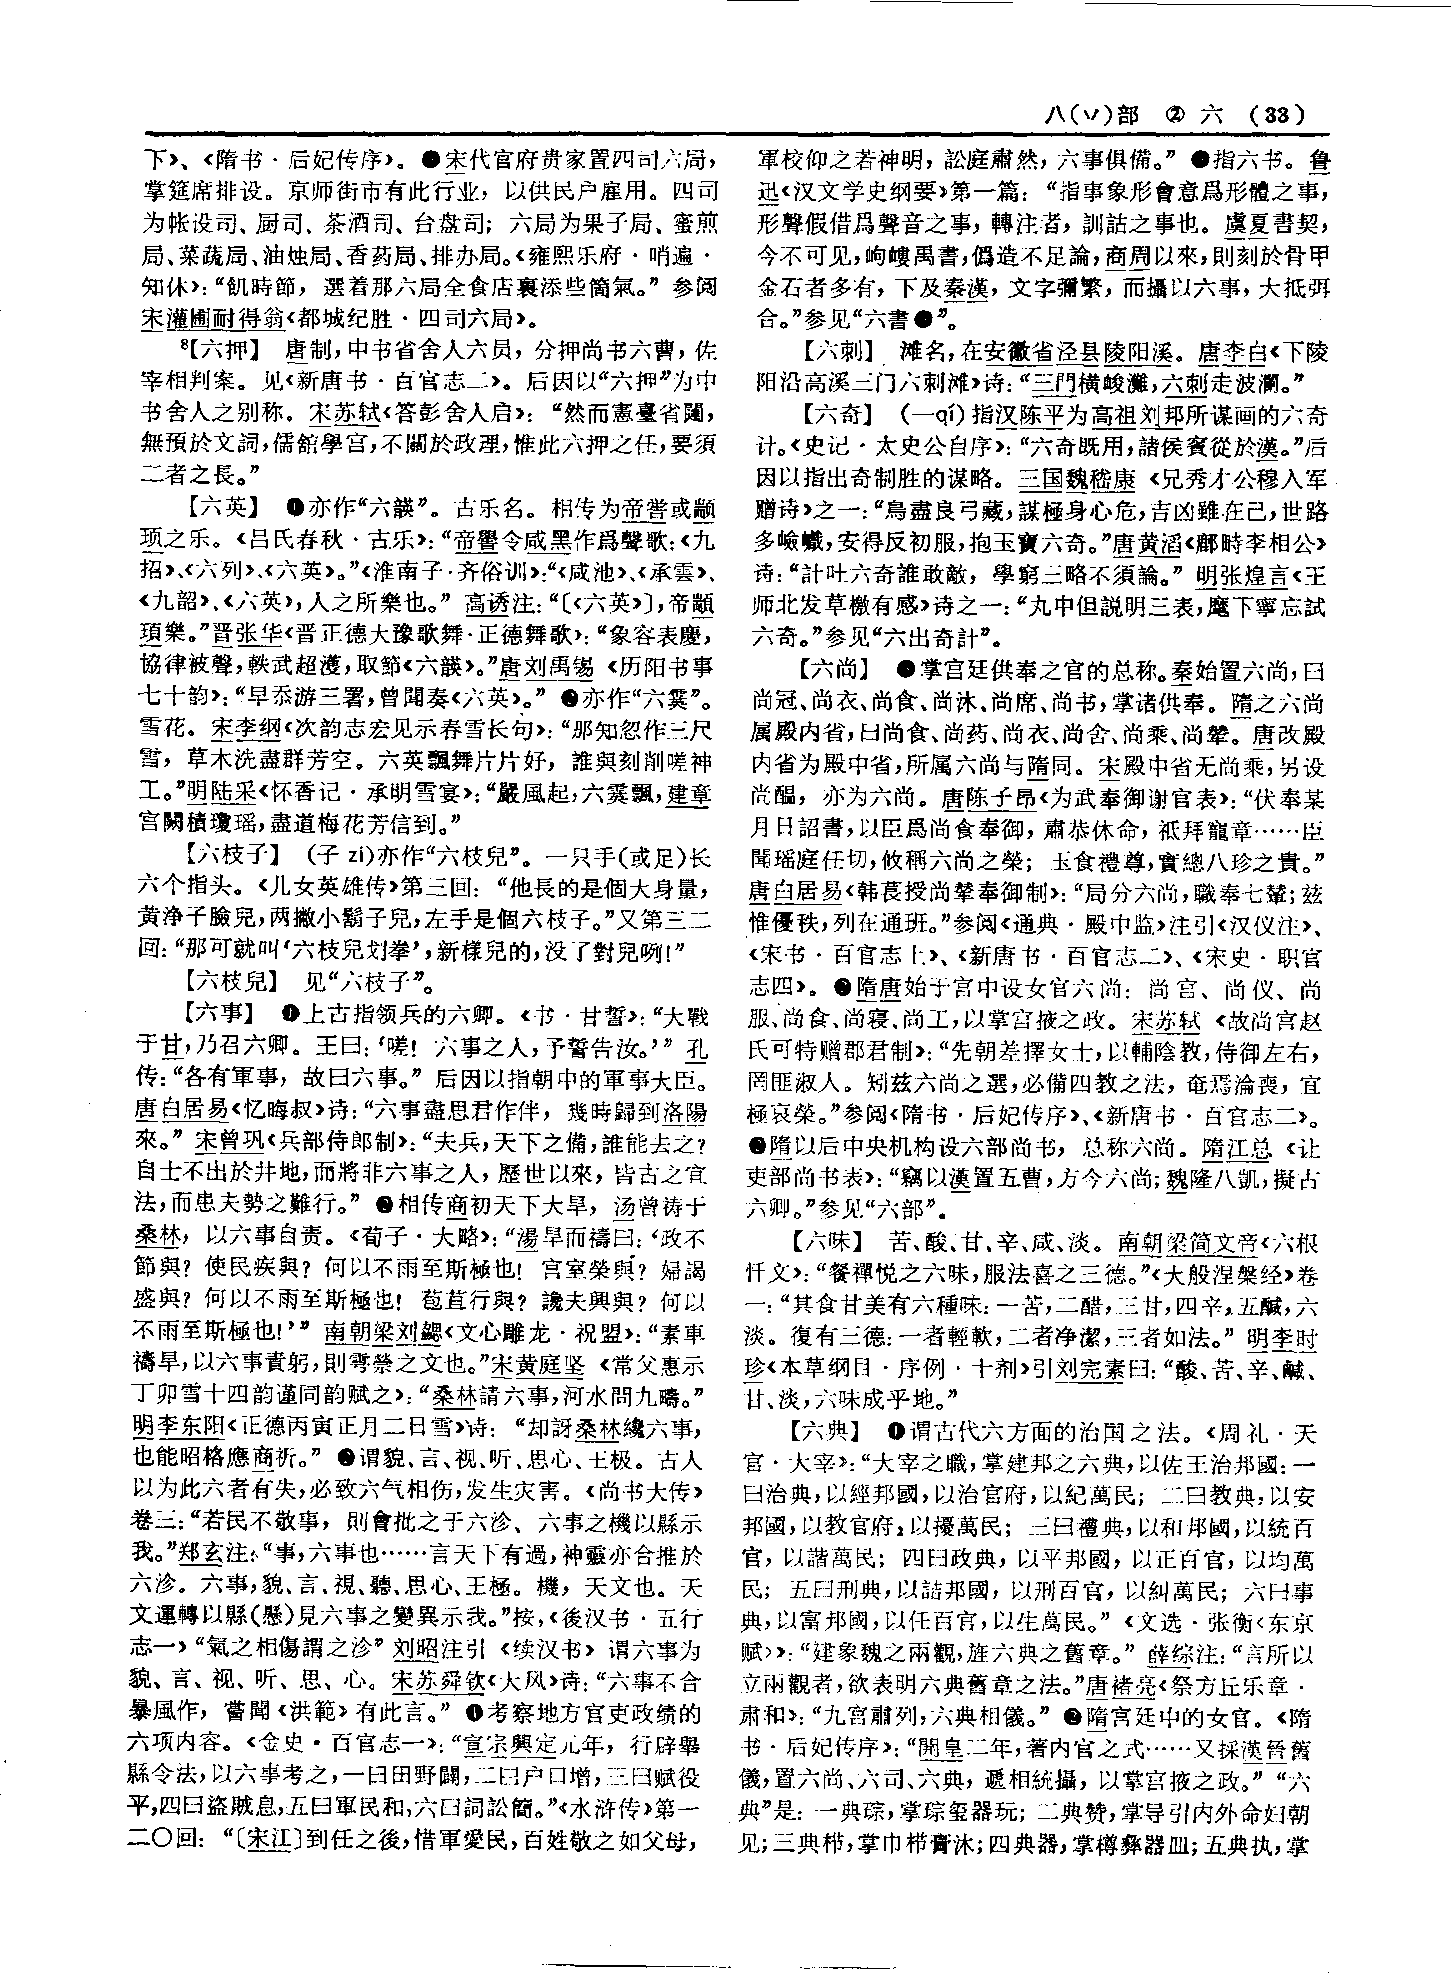 八(丷)部 ② 六 (33)
下》、《隋书·后妃传序》。●宋代官府贵家置四司六局，
掌筵席排设。京师街市有此行业，以供民户雇用。四司
为帐设司、厨司、茶酒司、台盘司；六局为果子局、蜜煎
局、菜蔬局、油烛局、香药局、排办局。《雍熙乐府·哨遍·
知休》：“飢時節，選着那六局全食店裏添些箇氣。”参阅
宋灌圃耐得翁《都城纪胜·四司六局》。
⁸【六押】 唐制，中书省舍人六员，分押尚书六曹，佐
宰相判案。见《新唐书·百官志二》。后因以“六押”为中
书舍人之别称。宋苏轼《答彭舍人启》：“然而憲臺省闥，
無預於文詞，儒館學宫，不關於政理，惟此六押之任，要須
二者之長。”
【六英】 ❶亦作“六韺”。古乐名。相传为帝喾或颛
顼之乐。《吕氏春秋·古乐》：“帝嚳令咸黑作爲聲歌：《九
招》、《六列》、《六英》。”《淮南子·齐俗训》：“《咸池》、《承雲》、
《九韶》、《六英》，人之所樂也。”高诱注：“〔《六英》〕，帝顓
頊樂。”晋张华《晋正德大豫歌舞·正德舞歌》：“象容表慶，
協律被聲，軼武超濩，取節《六韺》。”唐刘禹锡《历阳书事
七十韵》：“早忝游三署，曾聞奏《六英》。”❷亦作“六霙”。
雪花。宋李纲《次韵志宏见示春雪长句》：“那知忽作三尺
雪，草木洗盡群芳空。六英飄舞片片好，誰與刻削嗟神
工。”明陆采《怀香记·承明雪宴》：“嚴風起，六霙飄，建章
宫闕積瓊瑶，盡道梅花芳信到。”
【六枝子】 (子 zi)亦作“六枝兒”。一只手(或足)长
六个指头。《儿女英雄传》第三回：“他長的是個大身量，
黄净子臉兒，两撇小鬍子兒，左手是個六枝子。”又第三二
回：“那可就叫‘六枝兒划拳’，新樣兒的，没了對兒咧！”
【六枝兒】 见“六枝子”。
【六事】 ❶上古指领兵的六卿。《书·甘誓》：“大戰
于甘，乃召六卿。王曰：‘嗟！六事之人，予誓告汝。’”孔
传：“各有軍事，故曰六事。”后因以指朝中的軍事大臣。
唐白居易《忆晦叔》诗：“六事盡思君作伴，幾時歸到洛陽
來。”宋曾巩《兵部侍郎制》：“夫兵，天下之備，誰能去之？
自士不出於井地，而將非六事之人，歷世以來，皆古之宜
法，而患夫勢之難行。”❷相传商初天下大旱，汤曾祷于
桑林，以六事自责。《荀子·大略》：“湯旱而禱曰：‘政不
節與？使民疾與？何以不雨至斯極也！宫室榮與？婦謁
盛與？何以不雨至斯極也！苞苴行與？讒夫興與？何以
不雨至斯極也！’”南朝梁刘勰《文心雕龙·祝盟》：“素車
禱旱，以六事責躬，則雩禜之文也。”宋黄庭坚《常父惠示
丁卯雪十四韵谨同韵赋之》：“桑林請六事，河水問九疇。”
明李东阳《正德丙寅正月二日雪》诗：“却訝桑林纔六事，
也能昭格應商祈。”❸谓貌、言、视、听、思心、王极。古人
以为此六者有失，必致六气相伤，发生灾害。《尚书大传》
卷三：“若民不敬事，則會批之于六沴、六事之機以縣示
我。”郑玄注：“事，六事也……言天下有過，神靈亦合推於
六沴。六事，貌、言、視、聽、思心、王極。機，天文也。天
文運轉以縣(懸)見六事之變異示我。”按，《後汉书·五行
志一》“氣之相傷謂之沴”刘昭注引《续汉书》谓六事为
貌、言、视、听、思、心。宋苏舜钦《大风》诗：“六事不合
暴風作，嘗聞《洪範》有此言。”❹考察地方官吏政绩的
六项内容。《金史·百官志一》：“宣宗興定元年，行辟舉
縣令法，以六事考之，一曰田野闢，二曰户口增，三曰赋役
平，四曰盜賊息，五曰軍民和，六曰詞訟簡。”《水浒传》第一
二〇回：“〔宋江〕到任之後，惜軍愛民，百姓敬之如父母，
軍校仰之若神明，訟庭肅然，六事俱備。”●指六书。鲁
迅《汉文学史纲要》第一篇：“指事象形會意爲形體之事，
形聲假借爲聲音之事，轉注者，訓詁之事也。虞夏書契，
今不可见，岣嶁禹書，僞造不足論，商周以來，則刻於骨甲
金石者多有，下及秦漢，文字彌繁，而攝以六事，大抵弭
合。”参见“六書●”。
【六刺】 滩名，在安徽省泾县陵阳溪。唐李白《下陵
阳沿高溪三门六刺滩》诗：“三門横峻灘，六刺走波瀾。”
【六奇】 (一qí)指汉陈平为高祖刘邦所谋画的六奇
计。《史记·太史公自序》：“六奇既用，諸侯賓從於漢。”后
因以指出奇制胜的谋略。三国魏嵇康《兄秀才公穆入军
赠诗》之一：“鳥盡良弓藏，謀極身心危，吉凶雖在己，世路
多嶮巇，安得反初服，抱玉寶六奇。”唐黄滔《鄜畤李相公》
诗：“計吐六奇誰敢敵，學窮三略不須論。”明张煌言《王
师北发草檄有感》诗之一：“丸中但説明三表，麾下寧忘試
六奇。”参见“六出奇計”。
【六尚】 ❶掌宫廷供奉之官的总称。秦始置六尚，曰
尚冠、尚衣、尚食、尚沐、尚席、尚书，掌诸供奉。隋之六尚
属殿内省，曰尚食、尚药、尚衣、尚舍、尚乘、尚辇。唐改殿
内省为殿中省，所属六尚与隋同。宋殿中省无尚乘，另设
尚醖，亦为六尚。唐陈子昂《为武奉御谢官表》：“伏奉某
月日詔書，以臣爲尚食奉御，肅恭休命，祗拜寵章……臣
聞瑶庭任切，攸稱六尚之榮；玉食禮尊，實總八珍之貴。”
唐白居易《韩苌授尚辇奉御制》：“局分六尚，職奉七輦；兹
惟優秩，列在通班。”参阅《通典·殿中监》注引《汉仪注》、
《宋书·百官志上》、《新唐书·百官志二》、《宋史·职官
志四》。❷隋唐始于宫中设女官六尚：尚宫、尚仪、尚
服、尚食、尚寝、尚工，以掌宫掖之政。宋苏轼《故尚宫赵
氏可特赠郡君制》：“先朝差擇女士，以輔陰教，侍御左右，
罔匪淑人。矧兹六尚之選，必備四教之法，奄焉淪喪，宜
極哀榮。”参阅《隋书·后妃传序》、《新唐书·百官志二》。
❸隋以后中央机构设六部尚书，总称六尚。隋江总《让
吏部尚书表》：“竊以漢置五曹，方今六尚；魏隆八凱，擬古
六卿。”参见“六部”。
【六味】 苦、酸、甘、辛、咸、淡。南朝梁简文帝《六根
忏文》：“餐禪悦之六味，服法喜之三德。”《大般涅槃经》卷
一：“其食甘美有六種味：一苦，二醋，三甘，四辛，五鹹，六
淡。復有三德：一者輕軟，二者净潔，三者如法。”明李时
珍《本草纲目·序例·十剂》引刘完素曰：“酸、苦、辛、鹹、
甘、淡，六味成乎地。”
【六典】 ❶谓古代六方面的治国之法。《周礼·天
官·大宰》：“大宰之職，掌建邦之六典，以佐王治邦國：一
曰治典，以經邦國，以治官府，以紀萬民；二曰教典，以安
邦國，以教官府，以擾萬民；三曰禮典，以和邦國，以統百
官，以諧萬民；四曰政典，以平邦國，以正百官，以均萬
民；五曰刑典，以詰邦國，以刑百官，以糾萬民；六曰事
典，以富邦國，以任百官，以生萬民。”《文选·张衡〈东京
赋〉》：“建象魏之兩觀，旌六典之舊章。”薛综注：“言所以
立兩觀者，欲表明六典舊章之法。”唐褚亮《祭方丘乐章·
肃和》：“九宫肅列，六典相儀。”❷隋宫廷中的女官。《隋
书·后妃传序》：“開皇二年，著内官之式……又採漢晉舊
儀，置六尚、六司、六典，遞相統攝，以掌宫掖之政。”“六
典”是：一典琮，掌琮玺器玩；二典赞，掌导引内外命妇朝
见；三典栉，掌巾栉膏沐；四典器，掌樽彝器皿；五典执，掌